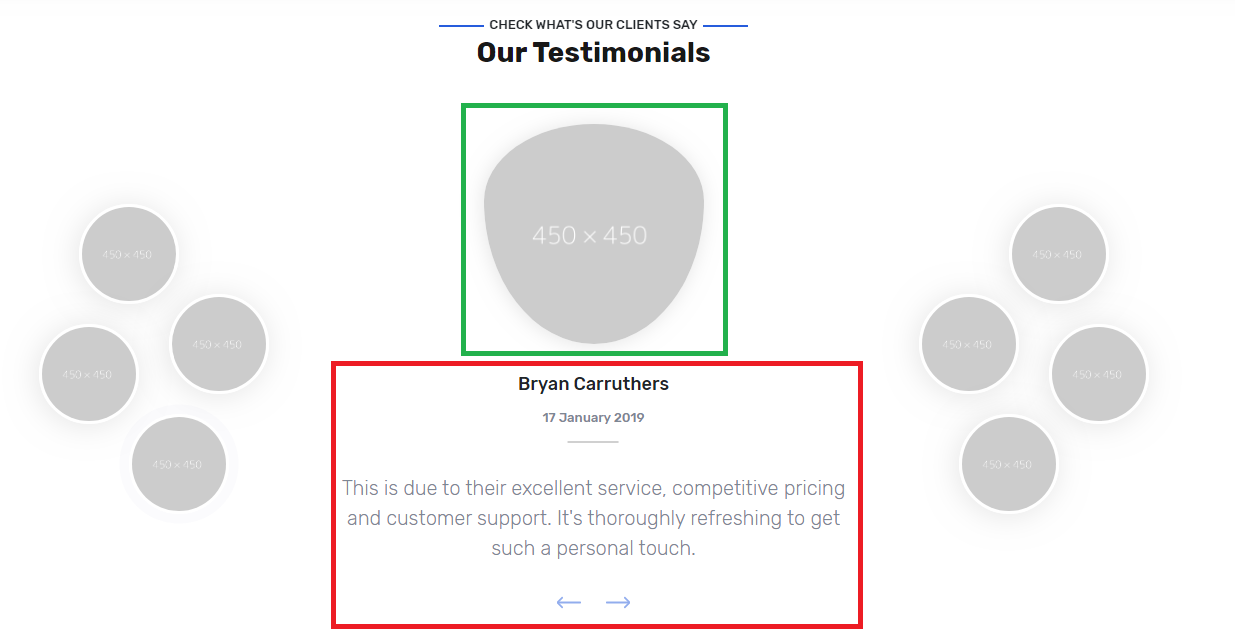 CHECK WHAT'S OUR CLIENTS SAY
Our Testimonials
450 × 450
450 × 450
450 × 450
450 × 450
450 × 450
450 × 450
450 × 450
450 × 450
450 × 450
Bryan Carruthers
17 January 2019
This is due to their excellent service, competitive pricing
and customer support. It's thoroughly refreshing to get
such a personal touch.